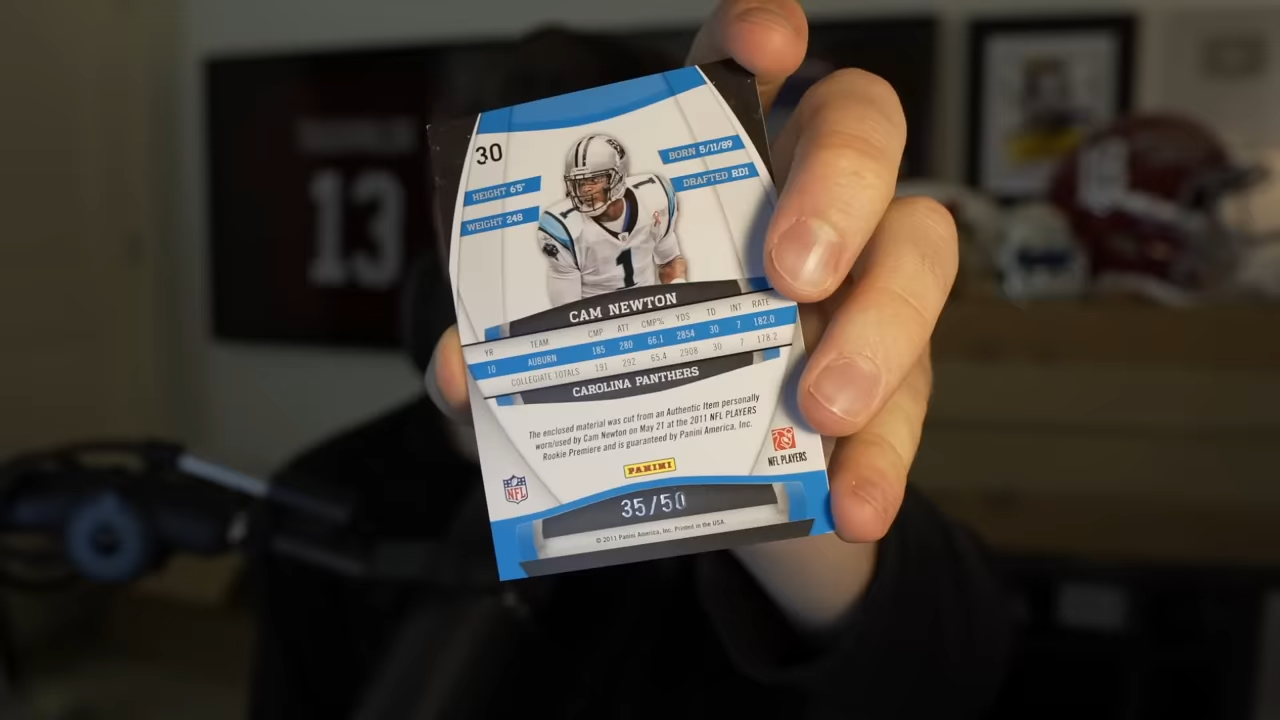 30
BORN 5/11/89
DRAFTED RD1
HEIGHT 6'5"
WEIGHT 248
1
1
1
CAM NEWTON
YR TEAM CMP ATT CMP% YDS TD INT RATE
10 AUBURN 185 280 66.1 2854 30 7 182.0
COLLEGIATE TOTALS 191 292 65.4 2908 30 7 178.2
CAROLINA PANTHERS
The enclosed material was cut from an Authentic Item personally
worn/used by Cam Newton on May 21 at the 2011 NFL PLAYERS
Rookie Premiere and is guaranteed by Panini America, Inc.
PANINI
NFL
NFL PLAYERS
35/50
© 2011 Panini America, Inc. Printed in the USA.
13